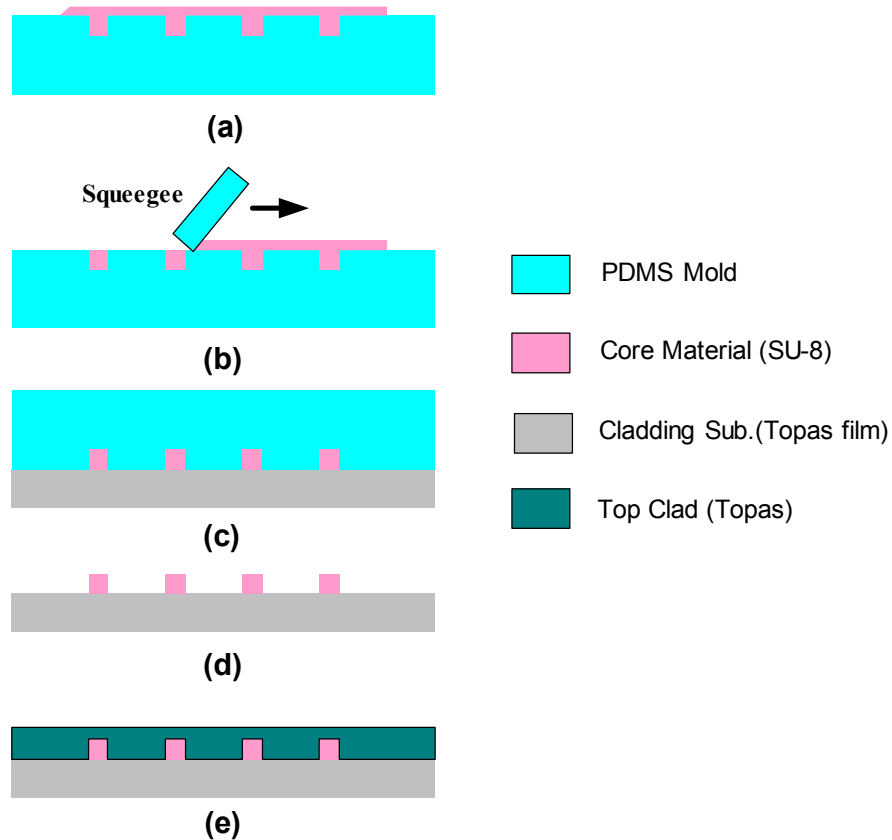 (a)
Squeegee
(b)
(c)
(d)
(e)
PDMS Mold
Core Material (SU-8)
Cladding Sub.(Topas film)
Top Clad (Topas)